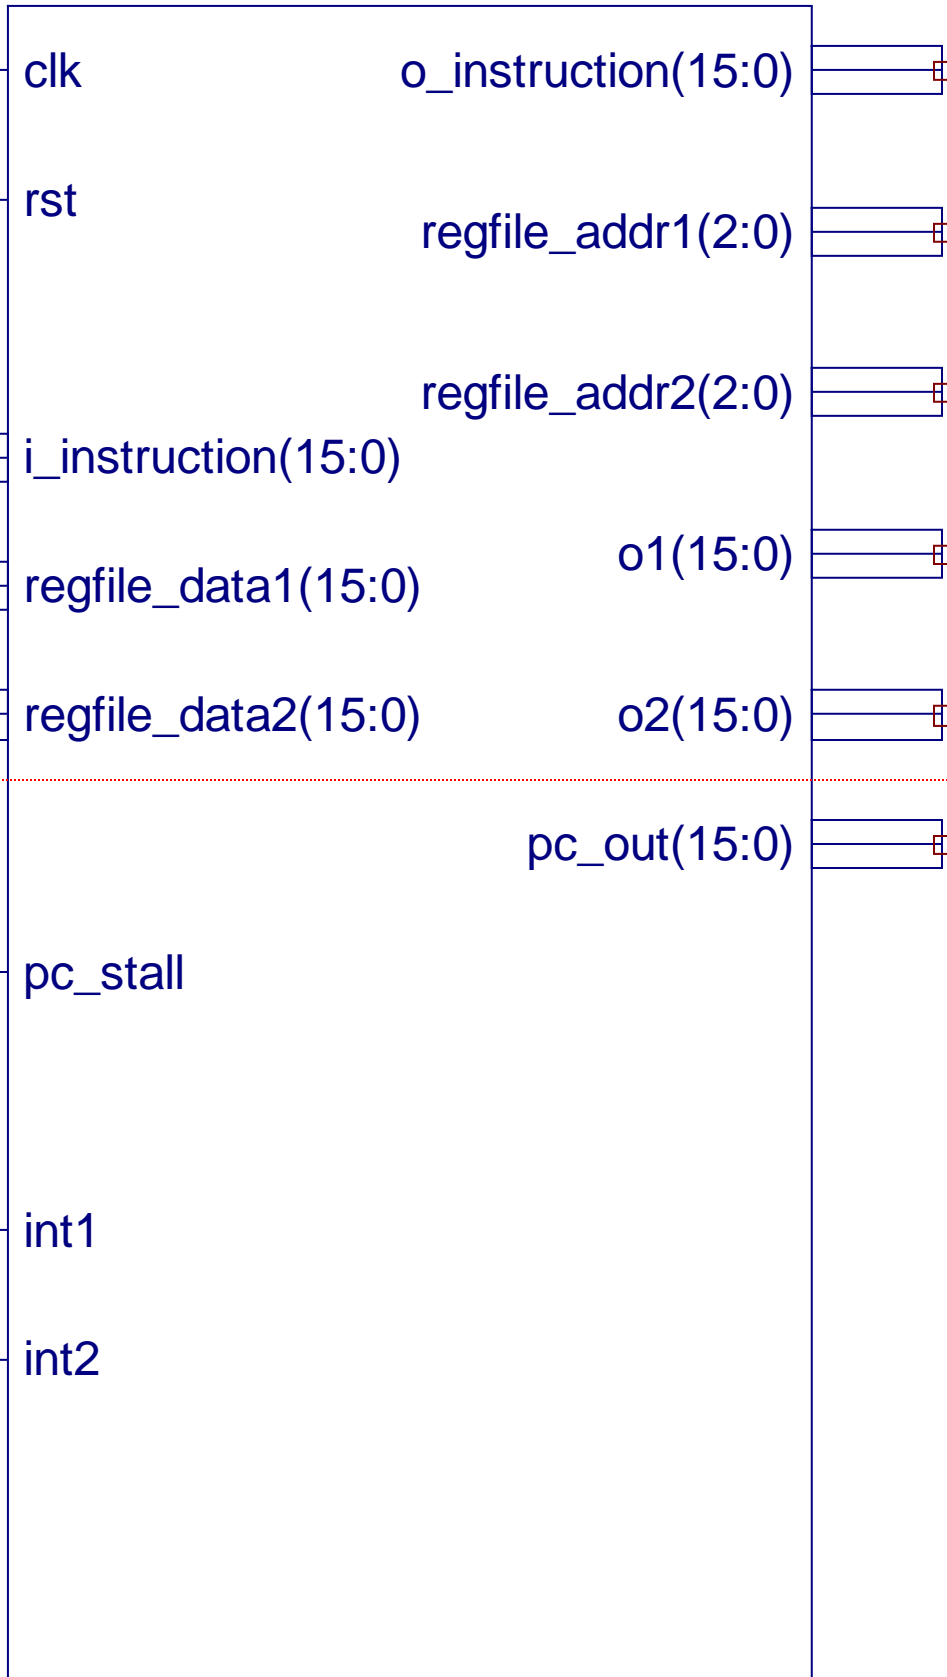 clk
o_instruction(15:0)
rst
regfile_addr1(2:0)
regfile_addr2(2:0)
i_instruction(15:0)
o1(15:0)
regfile_data1(15:0)
regfile_data2(15:0)
o2(15:0)
pc_out(15:0)
pc_stall
int1
int2